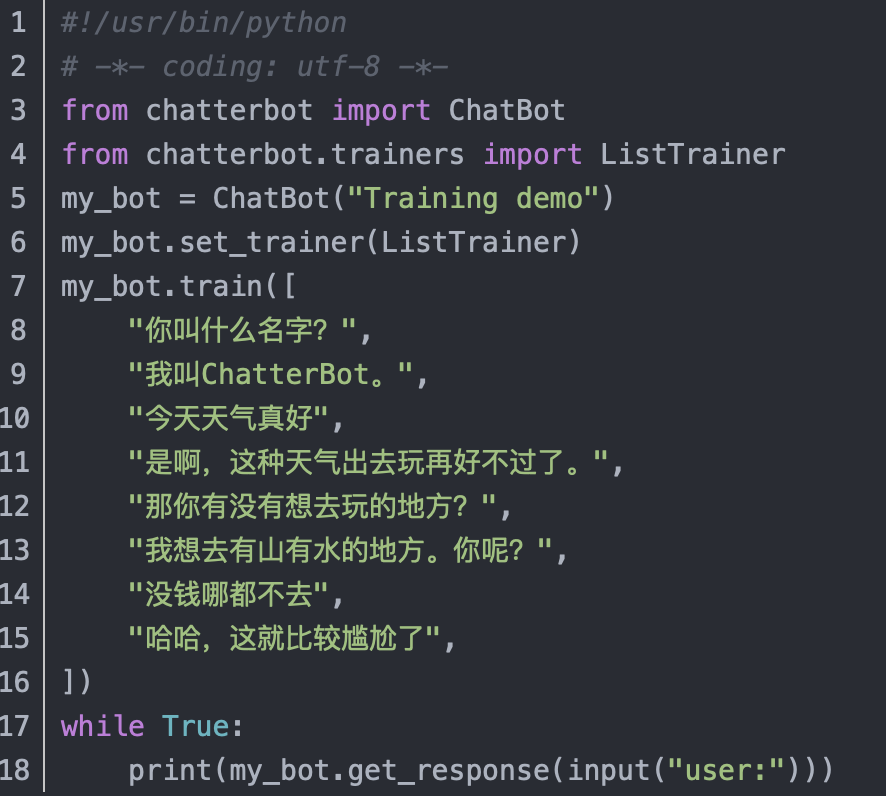 1 #!/usr/bin/python
2 # -*- coding: utf-8 -*-
3 from chatterbot import ChatBot
4 from chatterbot.trainers import ListTrainer
5 my_bot = ChatBot("Training demo")
6 my_bot.set_trainer(ListTrainer)
7 my_bot.train([
8     "你叫什么名字？",
9     "我叫ChatterBot。",
10     "今天天气真好",
11     "是啊，这种天气出去玩再好不过了。",
12     "那你有没有想去玩的地方？",
13     "我想去有山有水的地方。你呢？",
14     "没钱哪都不去",
15     "哈哈，这就比较尴尬了",
16 ])
17 while True:
18     print(my_bot.get_response(input("user:")))